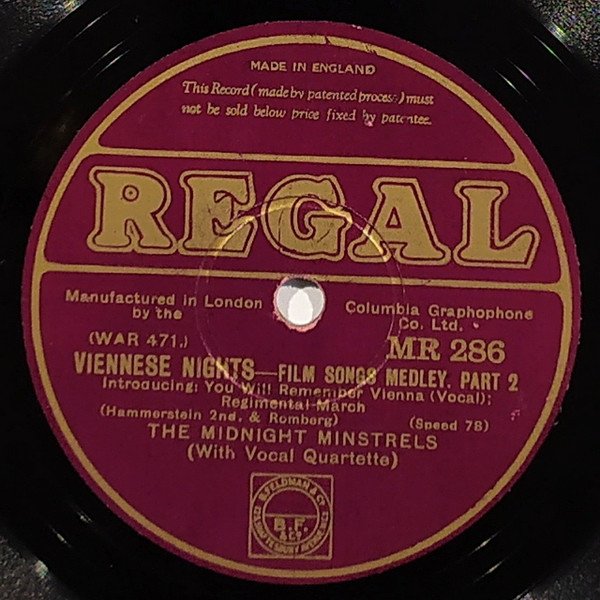 MADE IN ENGLAND
This Record (made by patented process) must
not be sold below price fixed by patentee.
REGAL
Manufactured in London
by the
Columbia Graphophone
Co. Ltd.
(WAR 471.)
MR 286
VIENNESE NIGHTS—FILM SONGS MEDLEY. PART 2
Introducing: You Will Remember Vienna (Vocal);
Regimental March
(Hammerstein 2nd. & Romberg)
(Speed 78)
THE MIDNIGHT MINSTRELS
(With Vocal Quartette)
B. FELDMAN & Co.
B.F.
& Co.